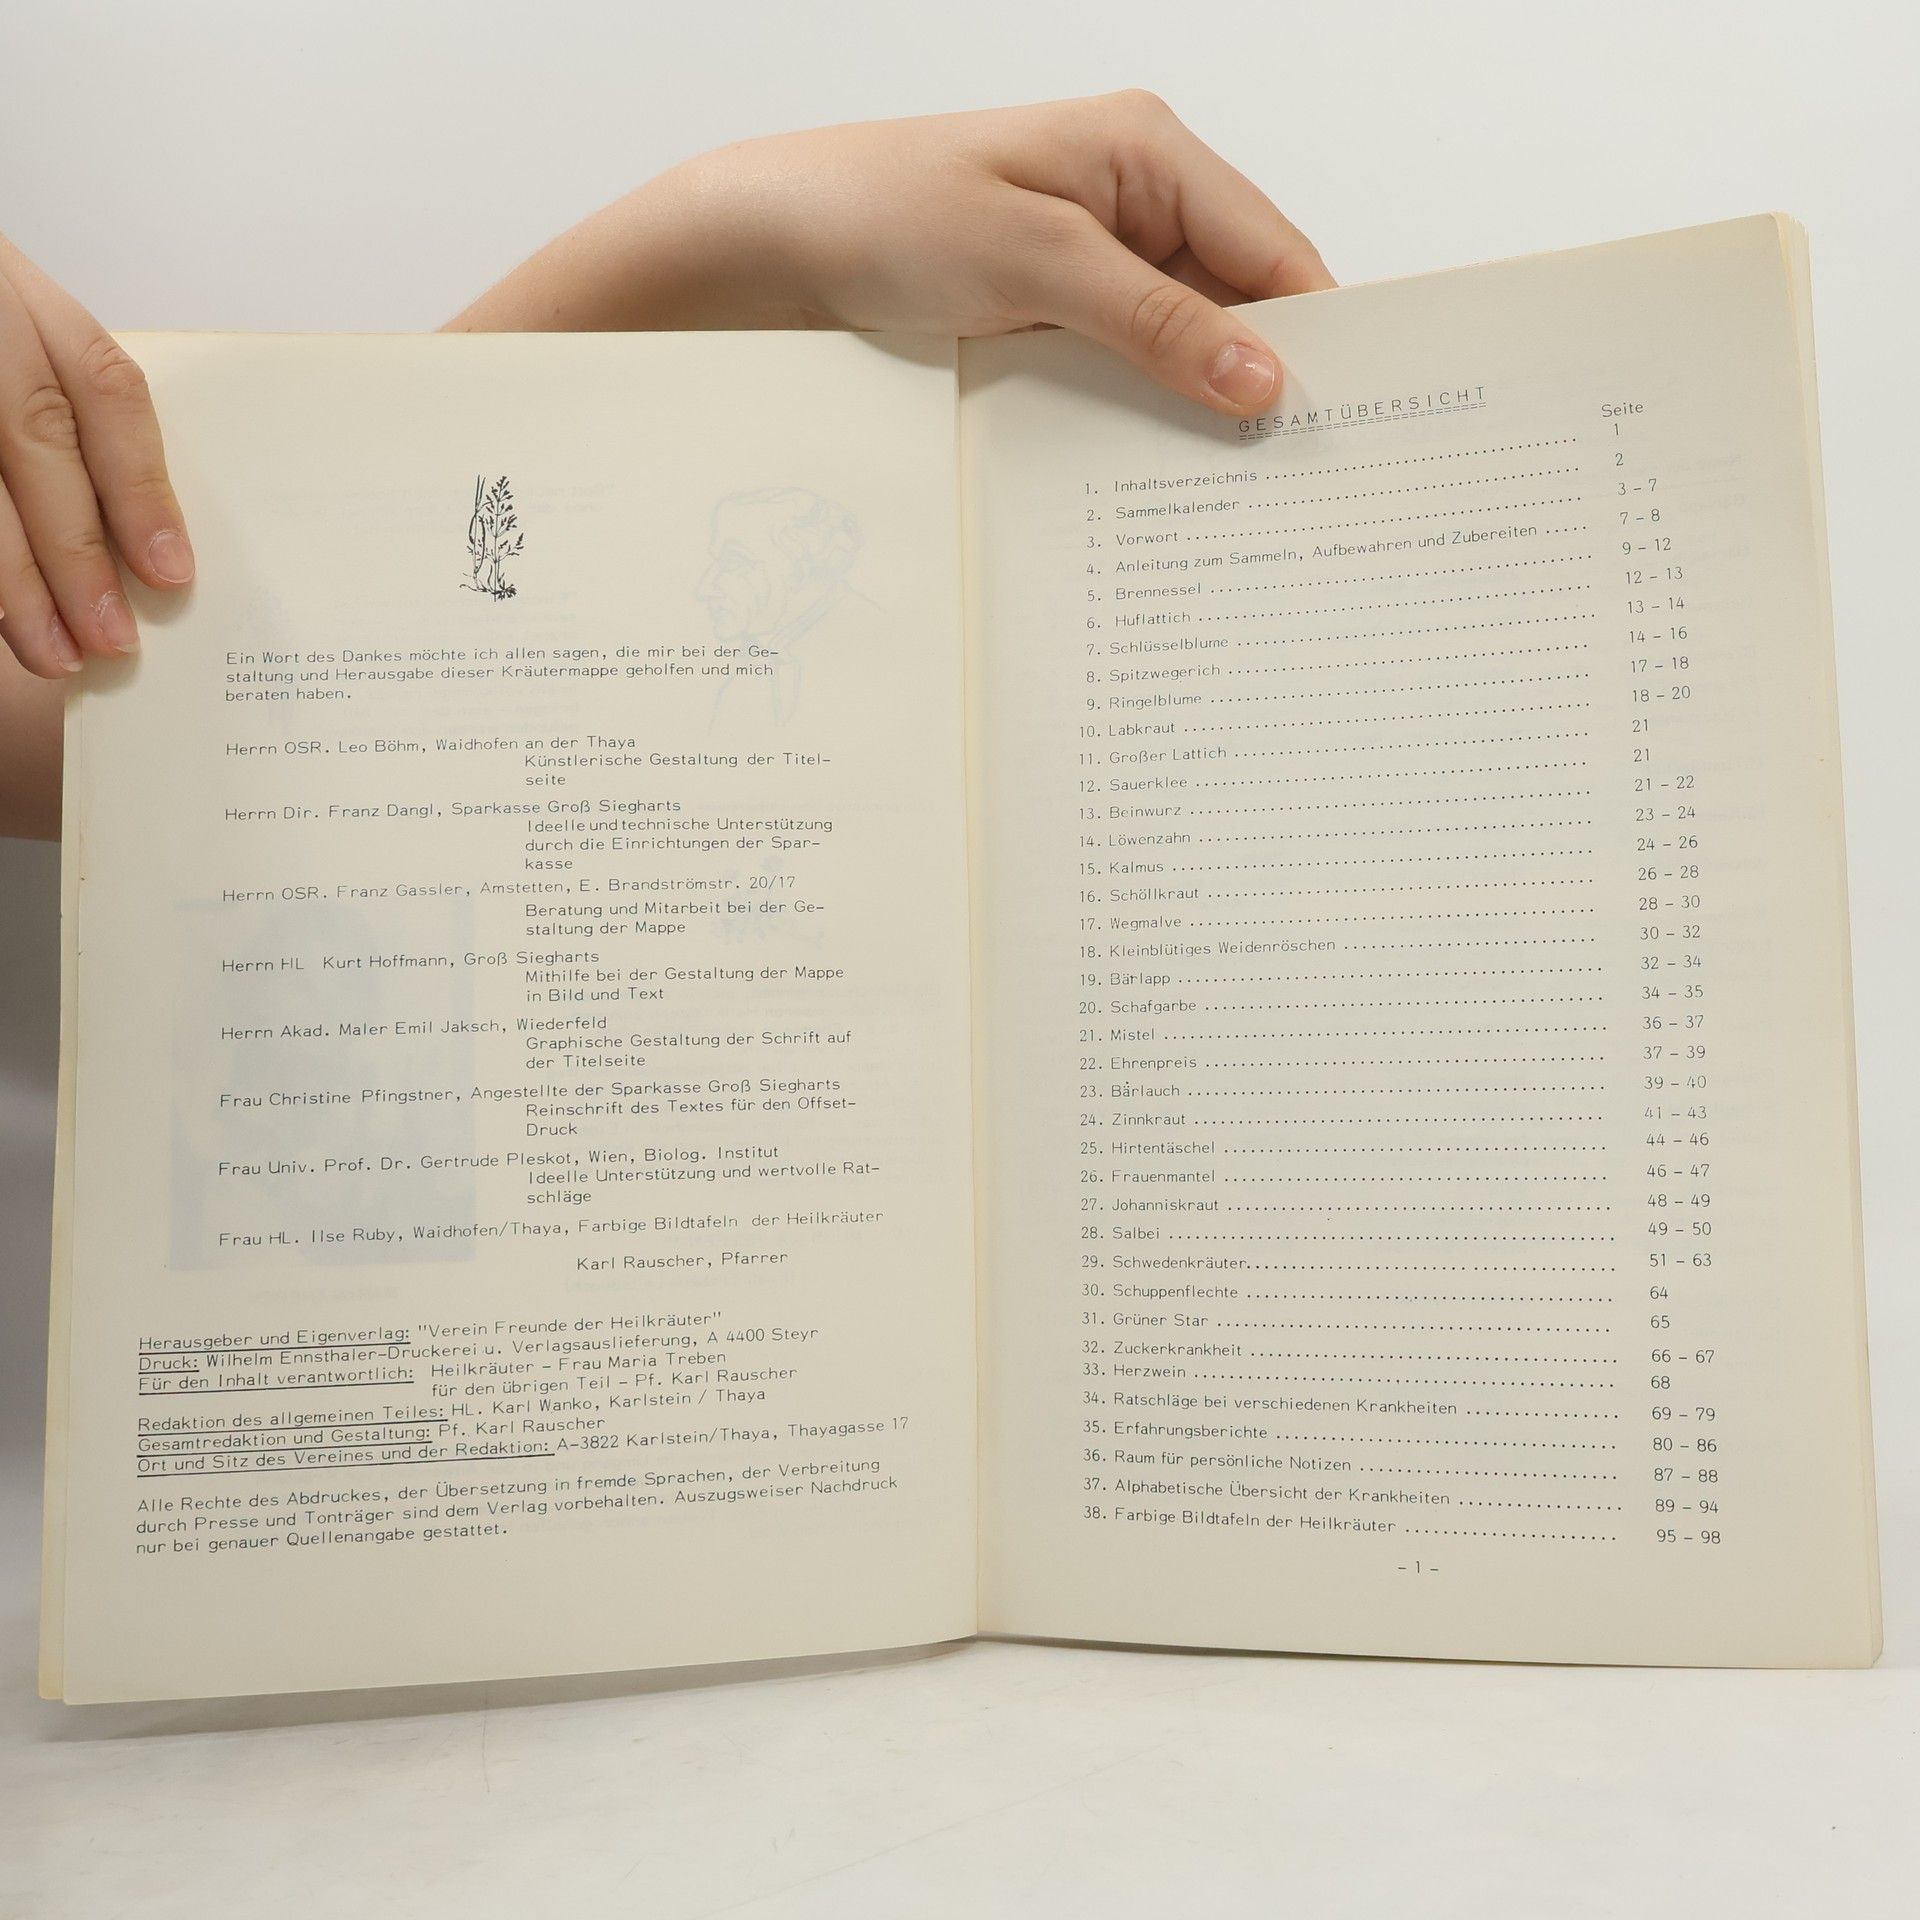 Ein Wort des Dankes möchte ich allen sagen, die mir bei der Ge-
staltung und Herausgabe dieser Kräutermappe geholfen und mich
beraten haben.
Herrn OSR. Leo Böhm, Waidhofen an der Thaya
Künstlerische Gestaltung der Titel-
seite
Herrn Dir. Franz Dangl, Sparkasse Groß Siegharts
Ideelle und technische Unterstützung
durch die Einrichtungen der Spar-
kasse
Herrn OSR. Franz Gassler, Amstetten, E. Brandströmstr. 20/17
Beratung und Mitarbeit bei der Ge-
staltung der Mappe
Herrn HL Kurt Hoffmann, Groß Siegharts
Mithilfe bei der Gestaltung der Mappe
in Bild und Text
Herrn Akad. Maler Emil Jaksch, Wiederfeld
Graphische Gestaltung der Schrift auf
der Titelseite
Frau Christine Pfingstner, Angestellte der Sparkasse Groß Siegharts
Reinschrift des Textes für den Offset-
Druck
Frau Univ. Prof. Dr. Gertrude Pleskot, Wien, Biolog. Institut
Ideelle Unterstützung und wertvolle Rat-
schläge
Frau HL. Ilse Ruby, Waidhofen/Thaya, Farbige Bildtafeln der Heilkräuter
Karl Rauscher, Pfarrer
Herausgeber und Eigenverlag: "Verein Freunde der Heilkräuter"
Druck: Wilhelm Ennsthaler-Druckerei u. Verlagsauslieferung, A 4400 Steyr
Für den Inhalt verantwortlich: Heilkräuter - Frau Maria Treben
für den übrigen Teil - Pf. Karl Rauscher
Redaktion des allgemeinen Teiles: HL. Karl Wanko, Karlstein / Thaya
Gesamtredaktion und Gestaltung: Pf. Karl Rauscher
Ort und Sitz des Vereines und der Redaktion: A-3822 Karlstein/Thaya, Thayagasse 17
Alle Rechte des Abdruckes, der Übersetzung in fremde Sprachen, der Verbreitung
durch Presse und Tonträger sind dem Verlag vorbehalten. Auszugsweiser Nachdruck
nur bei genauer Quellenangabe gestattet.
GESAMTÜBERSICHT
Seite
1. Inhaltsverzeichnis ........ 1
2. Sammelkalender ........ 2
3. Vorwort ........ 3 - 7
4. Anleitung zum Sammeln, Aufbewahren und Zubereiten ..... 7 - 8
5. Brennessel ........ 9 - 12
6. Huflattich ........ 12 - 13
7. Schlüsselblume ........ 13 - 14
8. Spitzwegerich ........ 14 - 16
9. Ringelblume ........ 17 - 18
10. Labkraut ........ 18 - 20
11. Großer Lattich ........ 21
12. Sauerklee ........ 21
13. Beinwurz ........ 21 - 22
14. Löwenzahn ........ 23 - 24
15. Kalmus ........ 24 - 26
16. Schöllkraut ........ 26 - 28
17. Wegmalve ........ 28 - 30
18. Kleinblütiges Weidenröschen ........ 30 - 32
19. Bärlapp ........ 32 - 34
20. Schafgarbe ........ 34 - 35
21. Mistel ........ 36 - 37
22. Ehrenpreis ........ 37 - 39
23. Bärlauch ........ 39 - 40
24. Zinnkraut ........ 41 - 43
25. Hirtentäschel ........ 44 - 46
26. Frauenmantel ........ 46 - 47
27. Johanniskraut ........ 48 - 49
28. Salbei ........ 49 - 50
29. Schwedenkräuter ........ 51 - 63
30. Schuppenflechte ........ 64
31. Grüner Star ........ 65
32. Zuckerkrankheit ........ 66 - 67
33. Herzwein ........ 68
34. Ratschläge bei verschiedenen Krankheiten ........ 69 - 79
35. Erfahrungsberichte ........ 80 - 86
36. Raum für persönliche Notizen ........ 87 - 88
37. Alphabetische Übersicht der Krankheiten ........ 89 - 94
38. Farbige Bildtafeln der Heilkräuter ........ 95 - 98
- 1 -